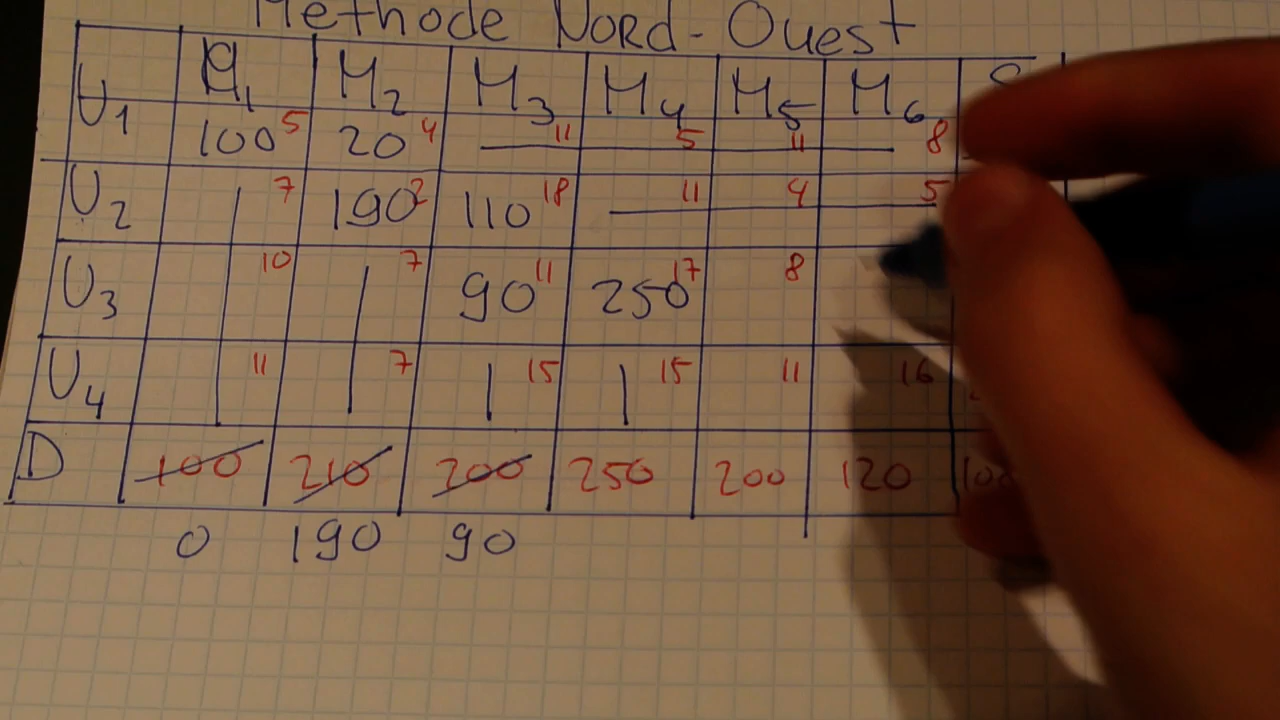 Methode Nord-Ouest
M1 M2 M3 M4 M5 M6
U1 100 5 20 4 11 5 11 8
U2 7 190 2 110 18 11 4 5
U3 10 7 90 11 250 17 8
U4 11 7 15 15 11 16
D 100 210 200 250 200 120
0 190 90